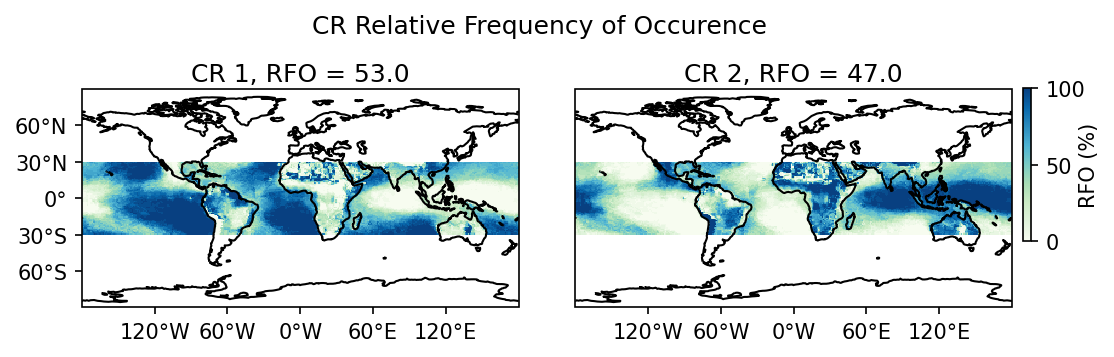 CR Relative Frequency of Occurence
CR 1, RFO = 53.0
CR 2, RFO = 47.0
60°N
30°N
0°
30°S
60°S
120°W 60°W 0°W 60°E 120°E
120°W 60°W 0°W 60°E 120°E
100
50
0
RFO (%)